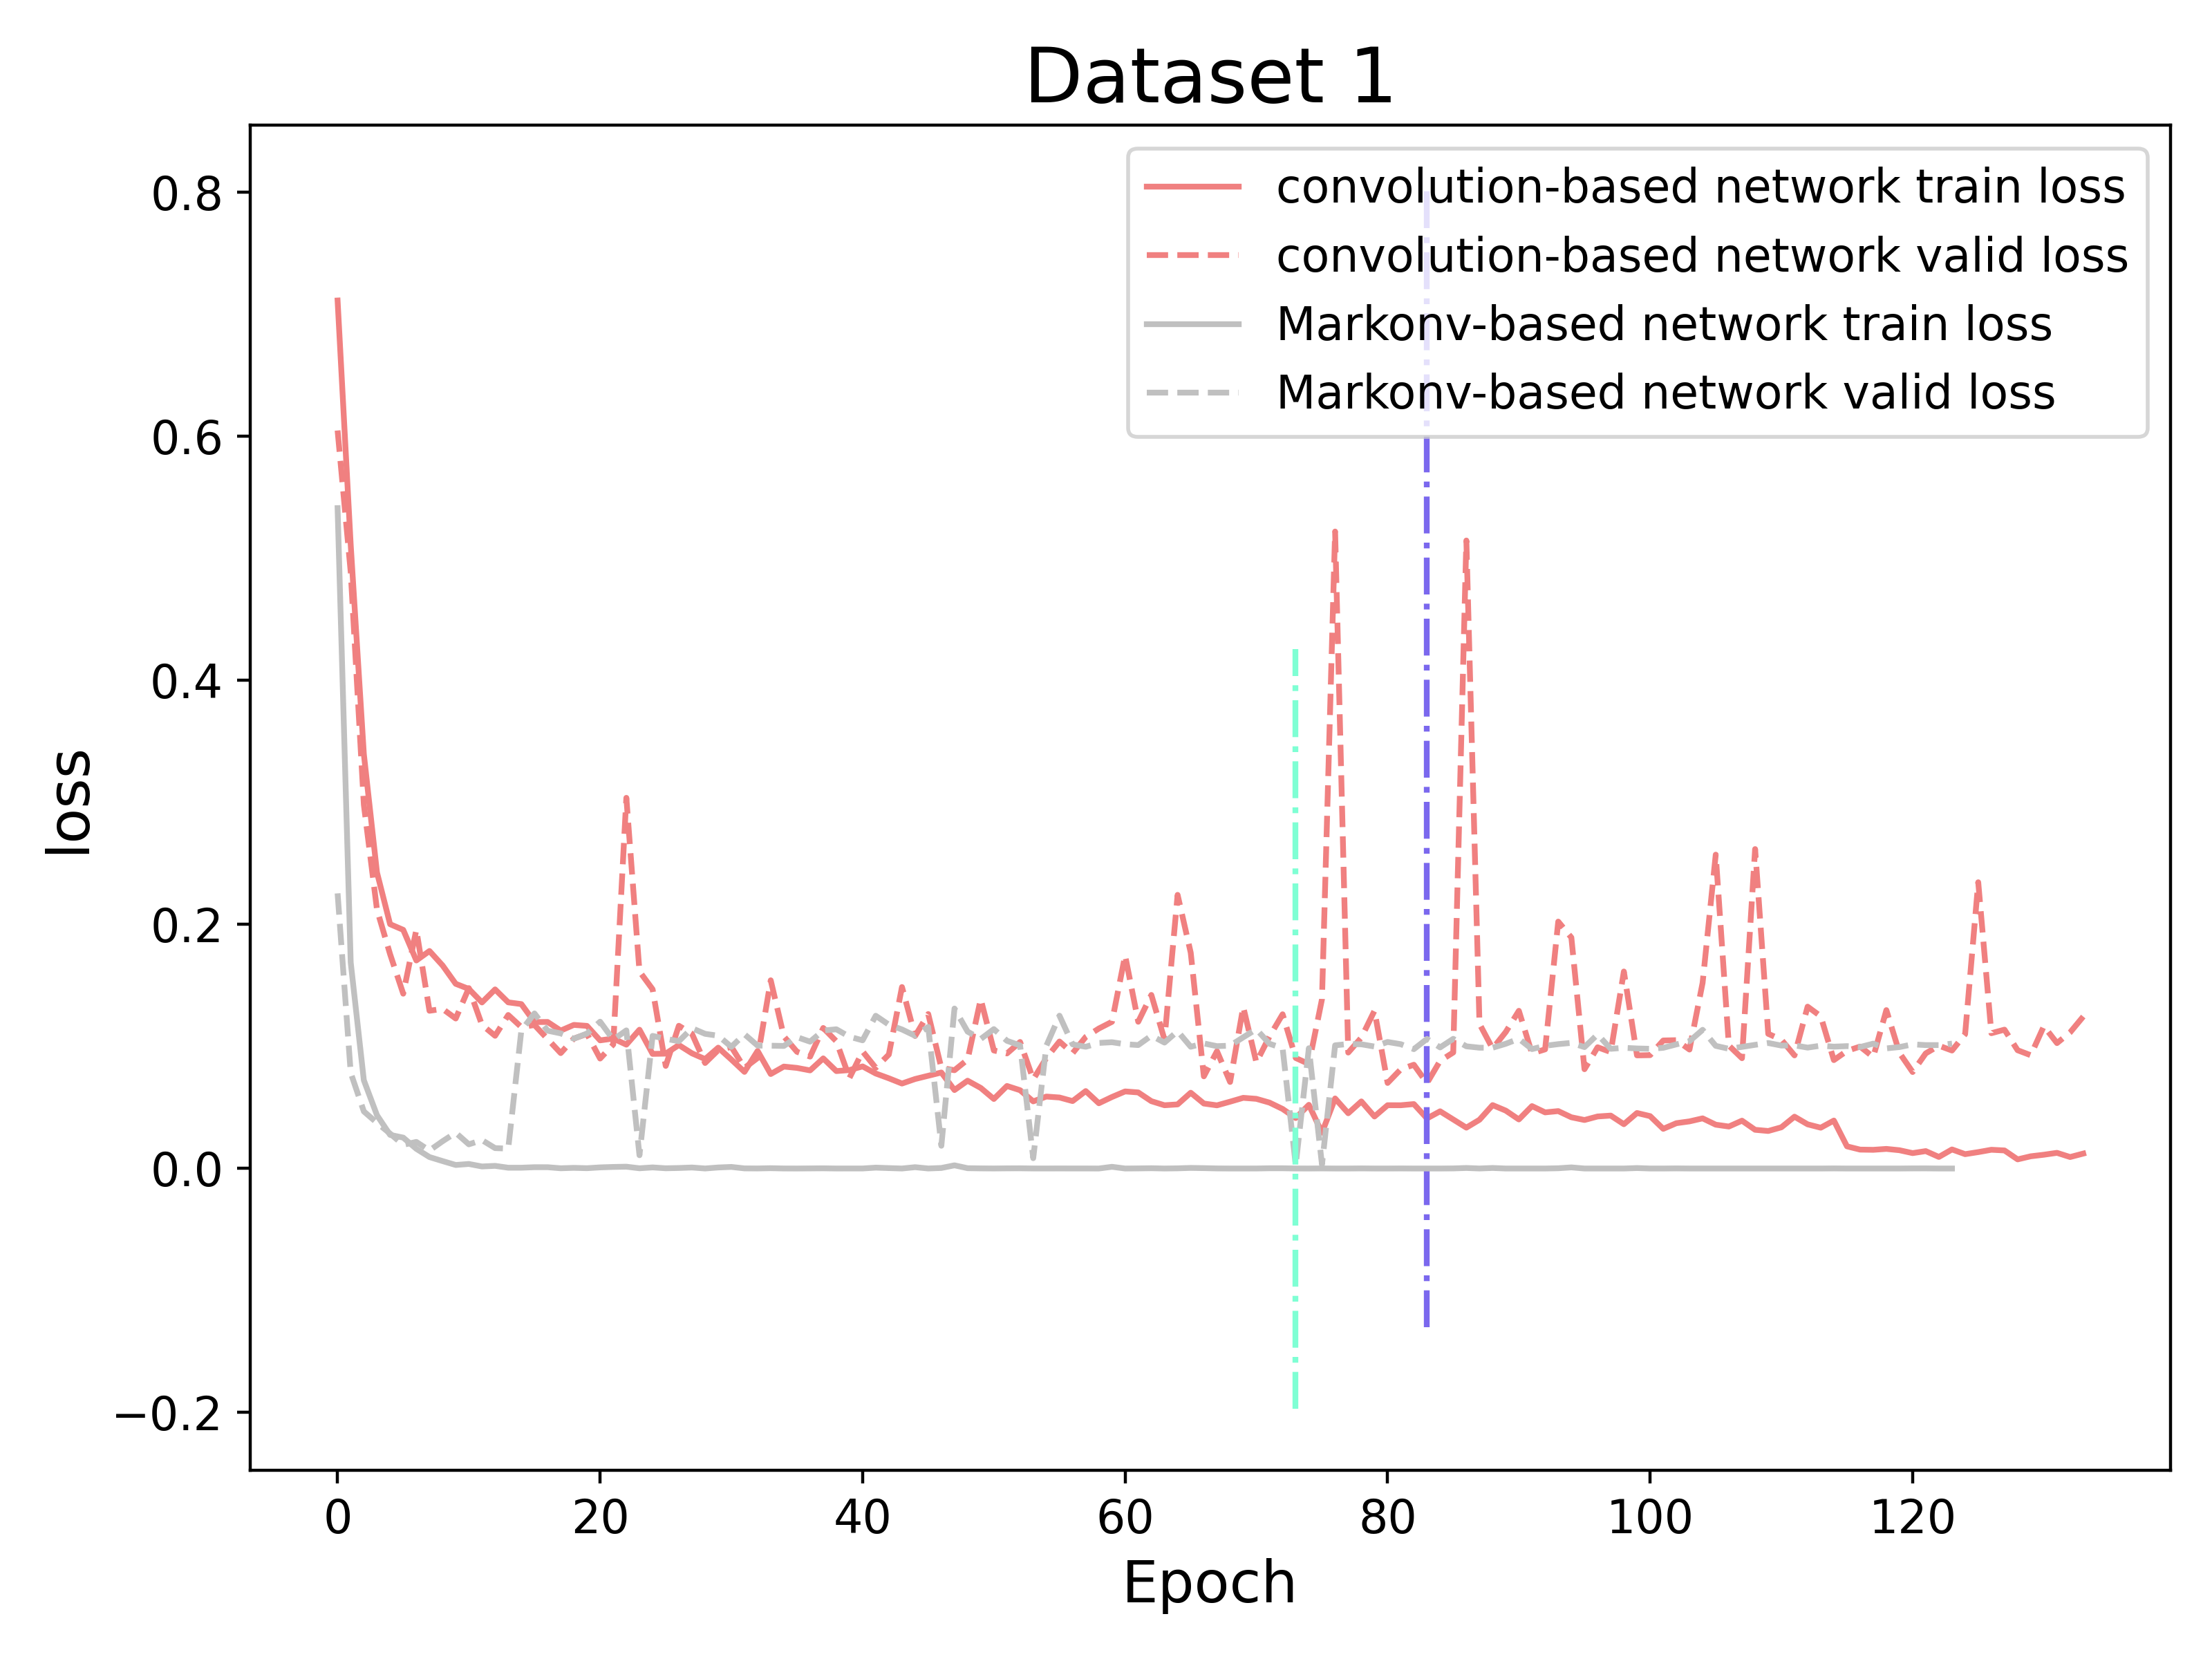 Dataset 1
convolution-based network train loss
convolution-based network valid loss
Markonv-based network train loss
Markonv-based network valid loss
0.8
0.6
0.4
0.2
0.0
−0.2
loss
0 20 40 60 80 100 120
Epoch